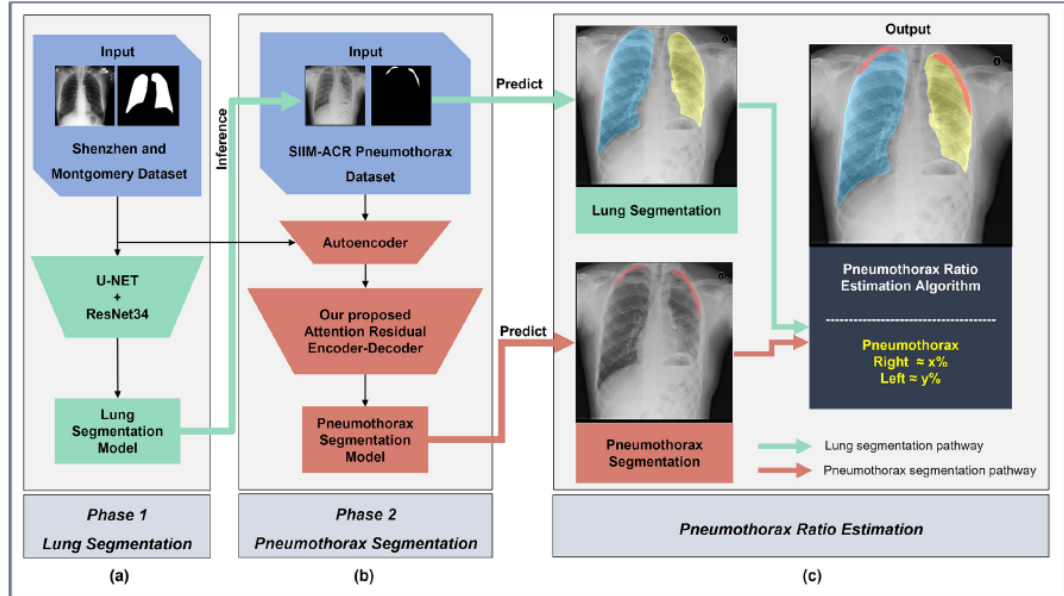 Input
Shenzhen and
Montgomery Dataset
U-NET
+
ResNet34
Lung
Segmentation
Model
Phase 1
Lung Segmentation
(a)
Inference
Input
SIIM-ACR Pneumothorax
Dataset
Autoencoder
Our proposed
Attention Residual
Encoder-Decoder
Pneumothorax
Segmentation
Model
Phase 2
Pneumothorax Segmentation
(b)
Predict
Predict
Lung Segmentation
Pneumothorax
Segmentation
Output
Pneumothorax Ratio
Estimation Algorithm
Pneumothorax
Right ≈ x%
Left ≈ y%
Lung segmentation pathway
Pneumothorax segmentation pathway
Pneumothorax Ratio Estimation
(c)